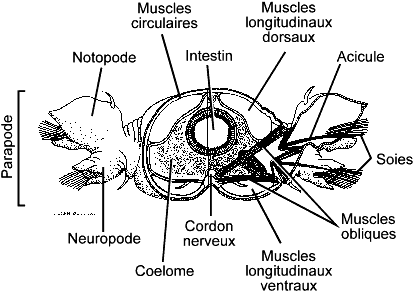 Muscles
circulaires
Muscles
longitudinaux
dorsaux
Notopode
Intestin
Acicule
Parapode
Soies
Neuropode
Cordon
nerveux
Muscles
obliques
Coelome
Muscles
longitudinaux
ventraux